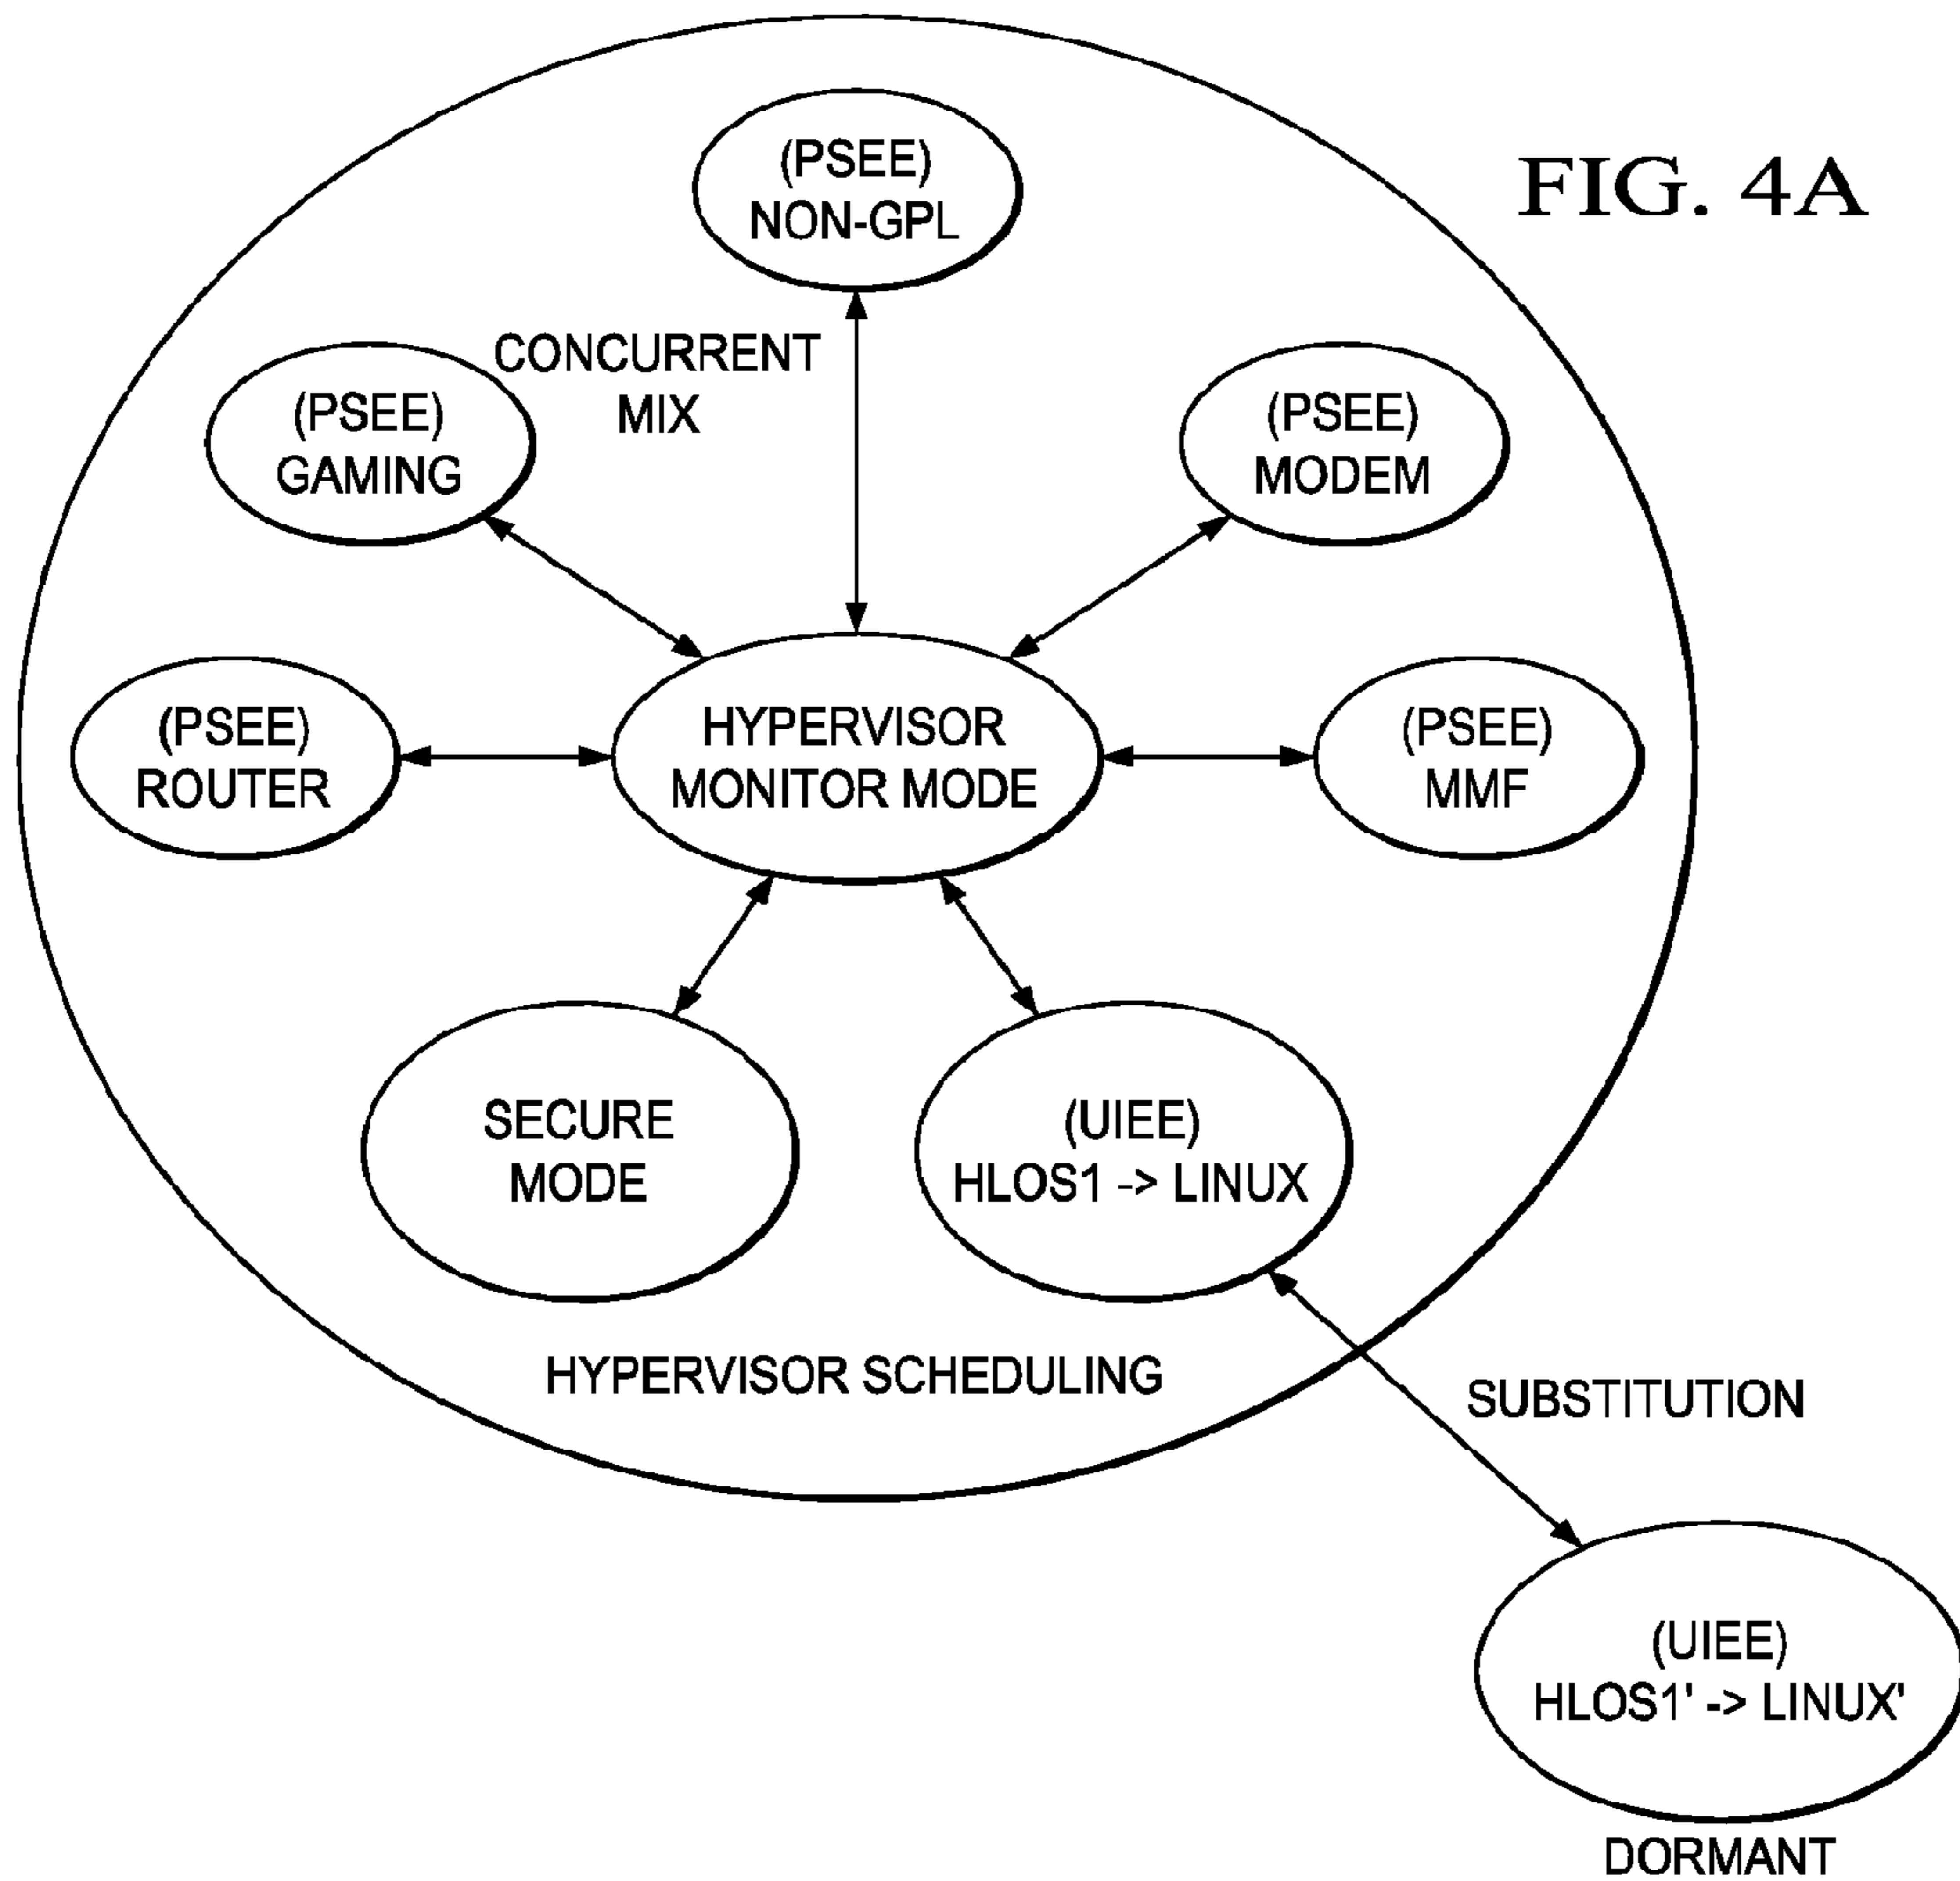 FIG. 4A
(PSEE)
NON-GPL
CONCURRENT
MIX
(PSEE)
GAMING
(PSEE)
MODEM
(PSEE)
ROUTER
HYPERVISOR
MONITOR MODE
(PSEE)
MMF
SECURE
MODE
(UIEE)
HLOS1 -> LINUX
HYPERVISOR SCHEDULING
SUBSTITUTION
(UIEE)
HLOS1' -> LINUX'
DORMANT